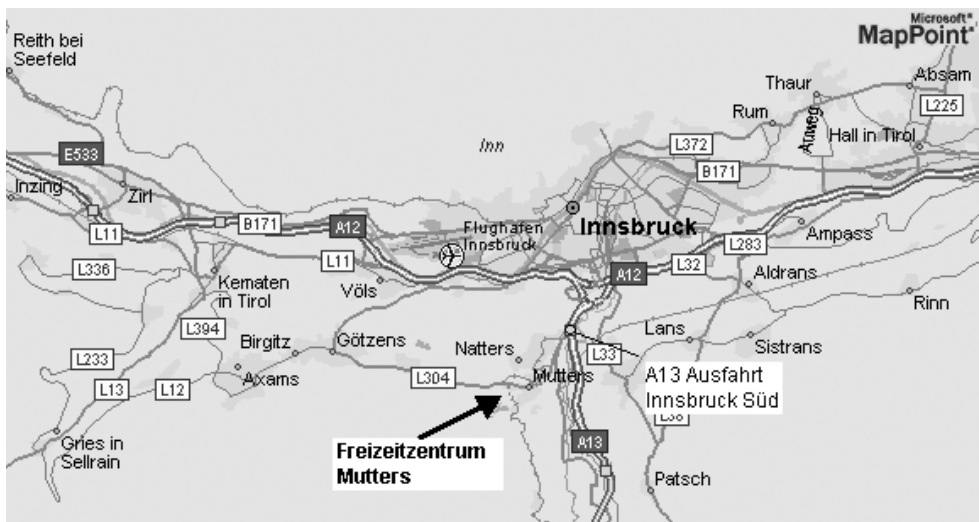 Microsoft®
MapPoint®
Reith bei
Seefeld
Absam
Thaur
L225
Rum
Auweg
Hall in Tirol
Inn
L372
E533
B171
Inzing
Zirl
B171
A12
Flughafen
Innsbruck
Innsbruck
Ampass
L11
L283
L336
L11
A12
L32
Aldrans
Kematen
in Tirol
Völs
Rinn
L394
Birgitz
Götzens
Natters
Lans
Sistrans
L233
L33
Axams
L304
Mutters
A13 Ausfahrt
Innsbruck Süd
L13
L12
L38
Gries in
Sellrain
Freizeitzentrum
Mutters
A13
Patsch